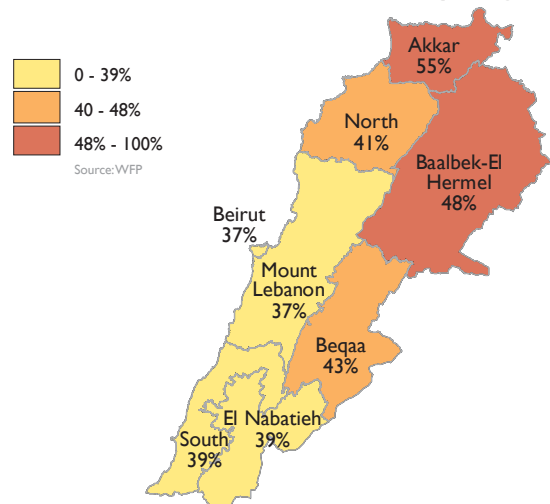 0 - 39%
40 - 48%
48% - 100%
Source: WFP
Akkar
55%
North
41%
Baalbek-El
Hermel
48%
Beirut
37%
Mount
Lebanon
37%
Beqaa
43%
El Nabatieh
39%
South
39%